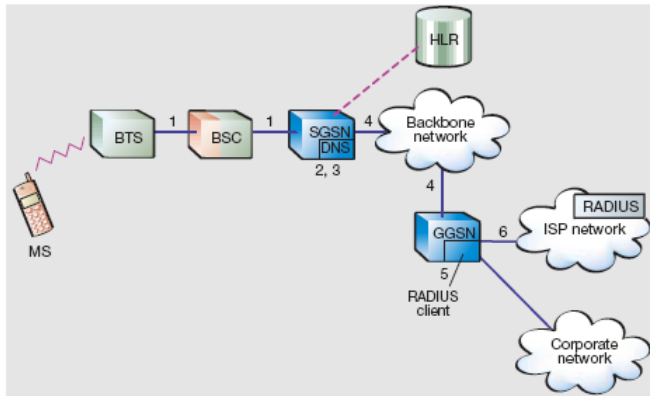 HLR
1
1
4
BTS
BSC
SGSN
DNS
Backbone
network
2, 3
4
RADIUS
MS
GGSN
6
ISP network
5
RADIUS
client
Corporate
network